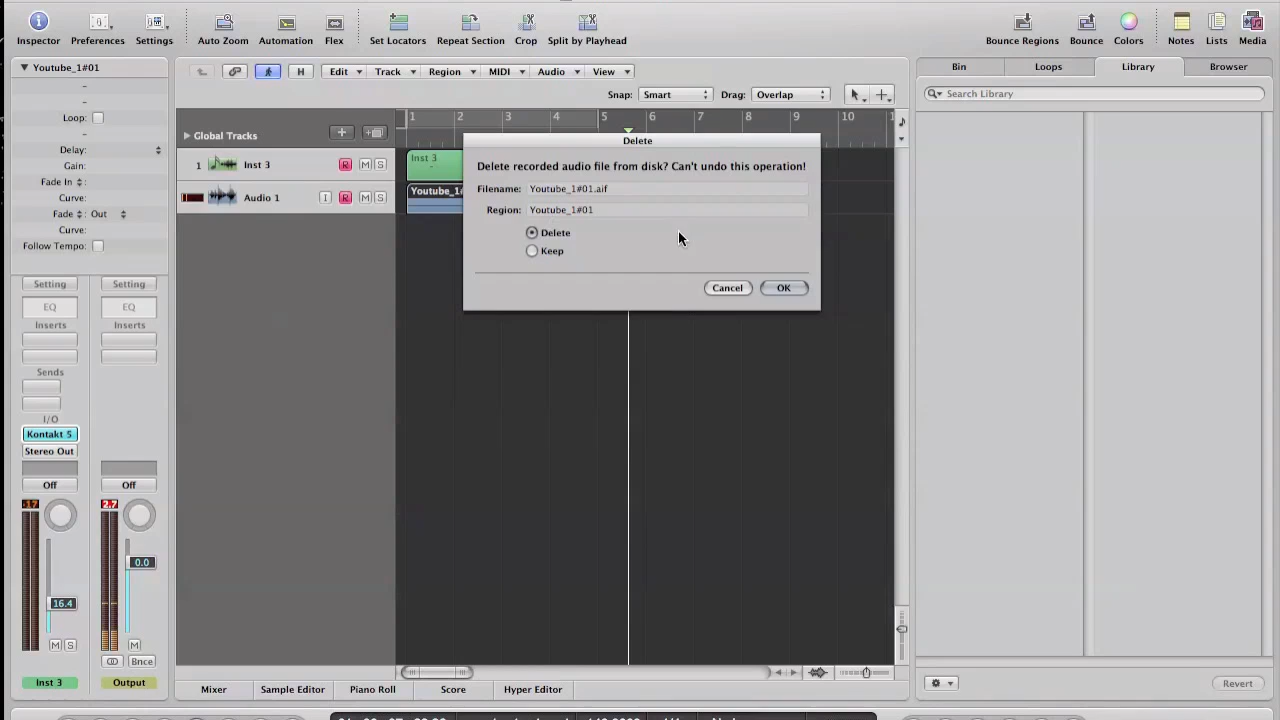 Inspector Preferences Settings Auto Zoom Automation Flex Set Locators Repeat Section Crop Split by Playhead Bounce Regions Bounce Colors Notes Lists Media
Youtube_1#01
H Edit Track Region MIDI Audio View
Bin Loops Library Browser
Snap: Smart Drag: Overlap
Search Library
-
-
Loop:
-
Delay:
Gain:
Fade In :
Curve:
Fade : Out
Curve:
Follow Tempo:
1 2 3 4 5 6 7 8 9 10
Global Tracks
1 Inst 3 R M S
Inst 3
Audio 1 I R M S
Youtube_1
Delete
Delete recorded audio file from disk? Can't undo this operation!
Filename: Youtube_1#01.aif
Region: Youtube_1#01
Delete
Keep
Cancel OK
Setting Setting
EQ EQ
Inserts Inserts
Sends
I/O
Kontakt 5
Stereo Out
Off Off
2.7
0.0
16.4
M S M
Bnce
Inst 3 Output
Mixer Sample Editor Piano Roll Score Hyper Editor
Revert